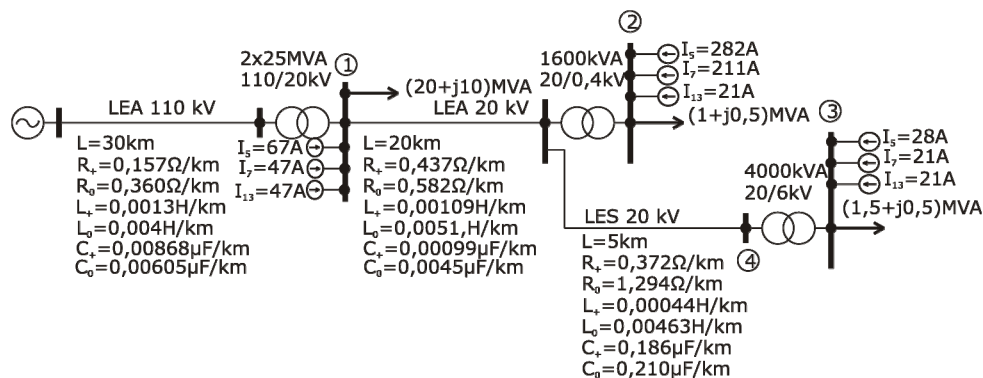 2x25MVA
110/20kV
①
(20+j10)MVA
1600kVA
20/0,4kV
②
I₅=282A
I₇=211A
I₁₃=21A
(1+j0,5)MVA
③
LEA 110 kV
L=30km
R₊=0,157Ω/km
R₀=0,360Ω/km
L₊=0,0013H/km
L₀=0,004H/km
C₊=0,00868µF/km
C₀=0,00605µF/km
I₅=67A
I₇=47A
I₁₃=47A
LEA 20 kV
L=20km
R₊=0,437Ω/km
R₀=0,582Ω/km
L₊=0,00109H/km
L₀=0,0051,H/km
C₊=0,00099µF/km
C₀=0,0045µF/km
4000kVA
20/6kV
I₅=28A
I₇=21A
I₁₃=21A
(1,5+j0,5)MVA
LES 20 kV
④
L=5km
R₊=0,372Ω/km
R₀=1,294Ω/km
L₊=0,00044H/km
L₀=0,00463H/km
C₊=0,186µF/km
C₀=0,210µF/km